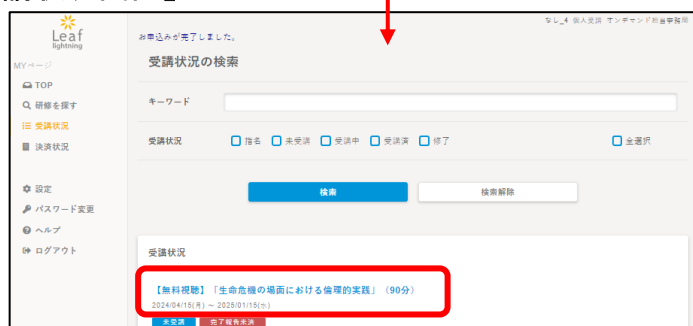 Leaf
lightning
なし_4 個人受講 オンデマンド担当事務局
お申込みが完了しました。
MYページ
受講状況の検索
TOP
研修を探す
受講状況
決済状況
設定
パスワード変更
ヘルプ
ログアウト
キーワード
受講状況 指名 未受講 受講中 受講済 修了 全選択
検索 検索解除
受講状況
【無料視聴】「生命危機の場面における倫理的実践」（90分）
2024/04/15(月) ～ 2025/01/15(水)
未受講 完了報告未済